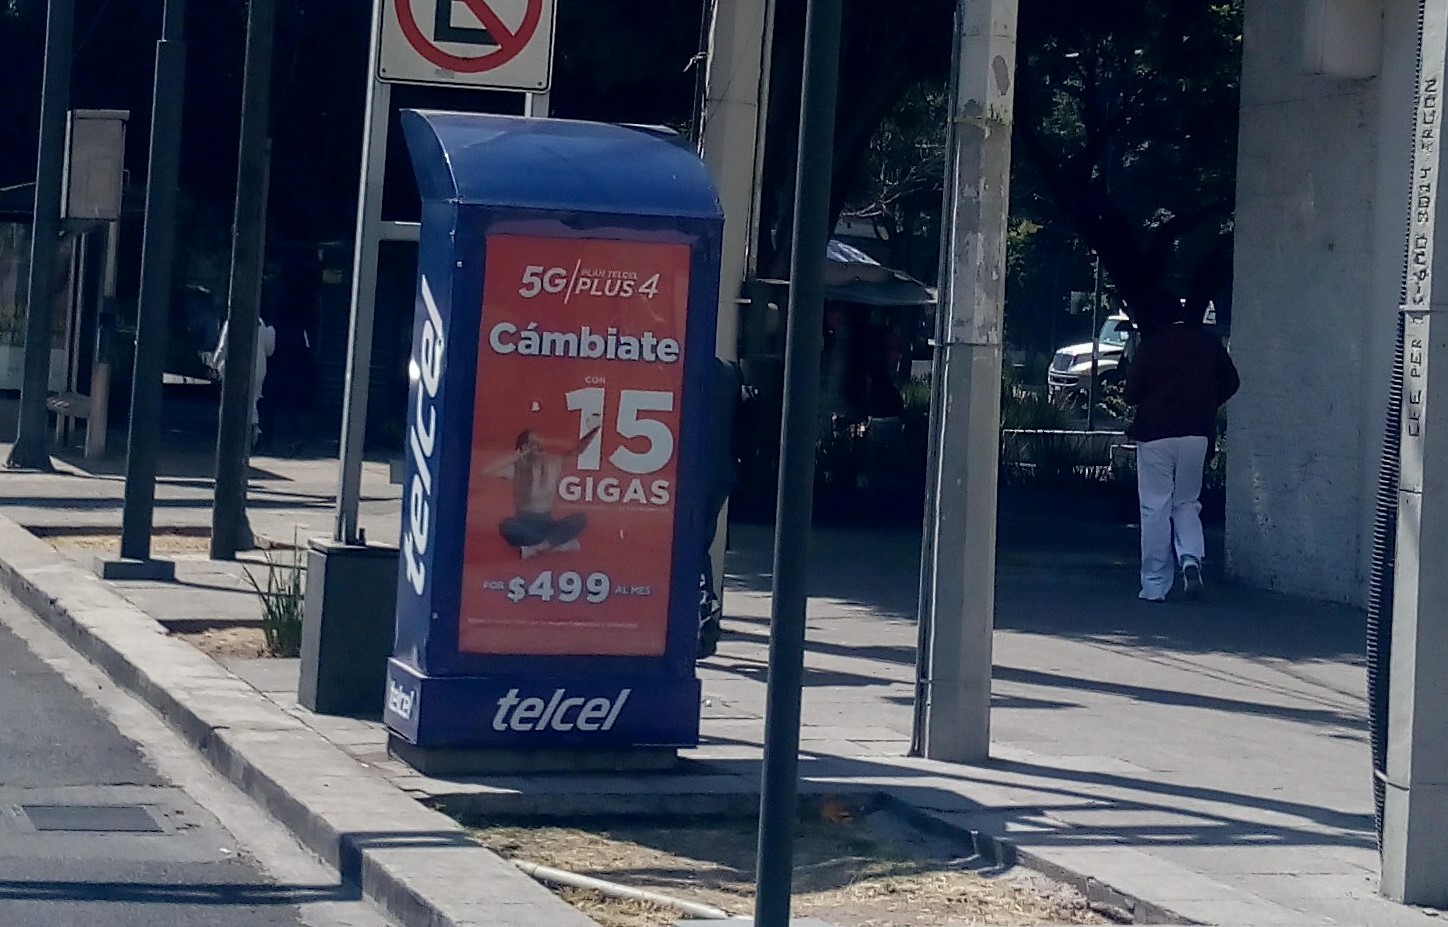 E
telcel
5G/PLAN TELCEL
PLUS 4
Cámbiate
CON
15
GIGAS
POR $499 AL MES
telcel
telcel